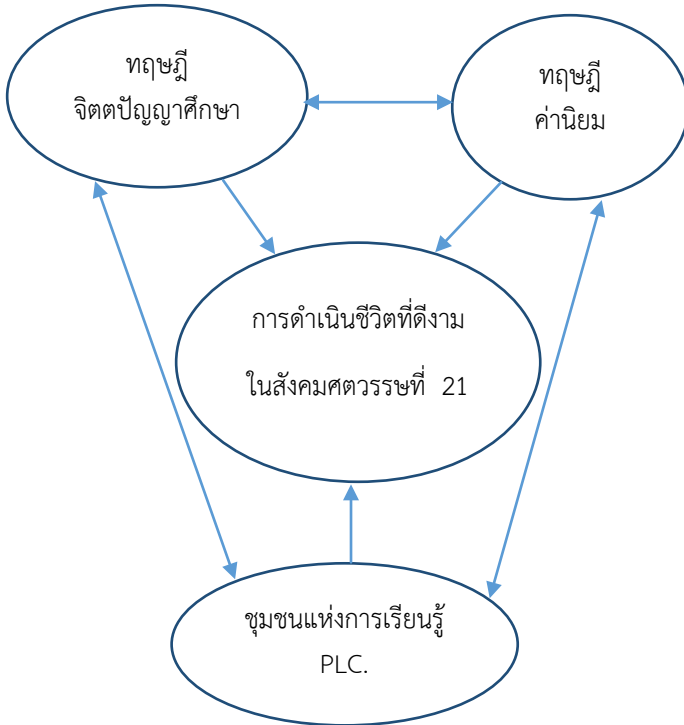 ทฤษฎี
จิตตปัญญาศึกษา
ทฤษฎี
ค่านิยม
การดำเนินชีวิตที่ดีงาม
ในสังคมศตวรรษที่ 21
ชุมชนแห่งการเรียนรู้
PLC.